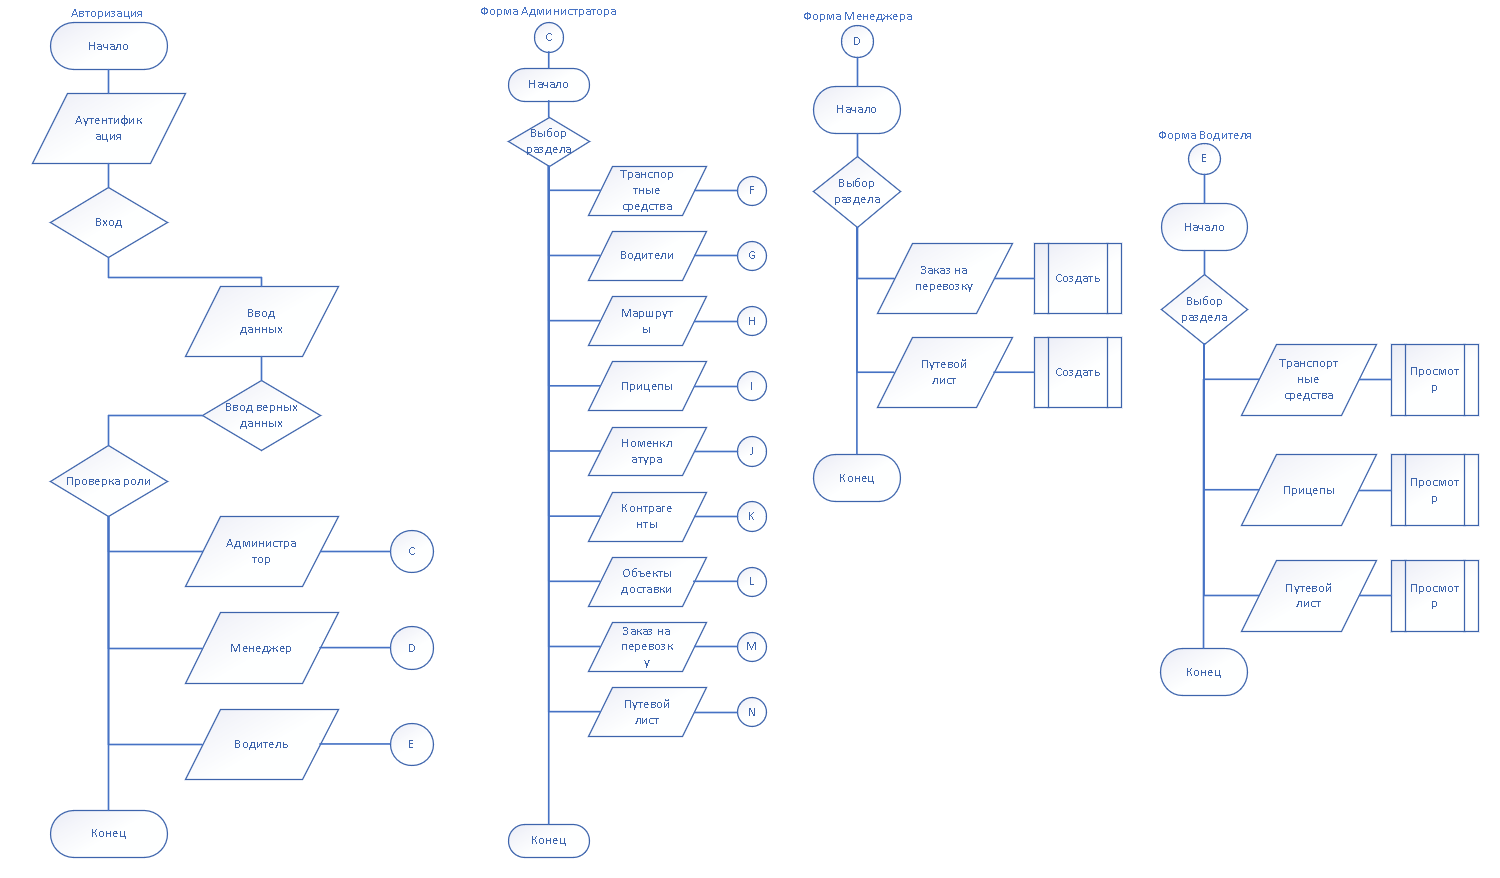 Авторизация
Начало
Аутентифик
ация
Вход
Ввод
данных
Ввод верных
данных
Проверка роли
Администра
тор
C
Менеджер
D
Водитель
E
Конец
Форма Администратора
C
Начало
Выбор
раздела
Транспор
тные
средства
F
Водители
G
Маршрут
ы
H
Прицепы
I
Номенкл
атура
J
Контраге
нты
K
Объекты
доставки
L
Заказ на
перевозк
у
M
Путевой
лист
N
Конец
Форма Менеджера
D
Начало
Выбор
раздела
Заказ на
перевозку
Создать
Путевой
лист
Создать
Конец
Форма Водителя
E
Начало
Выбор
раздела
Транспорт
ные
средства
Просмот
р
Прицепы
Просмот
р
Путевой
лист
Просмот
р
Конец